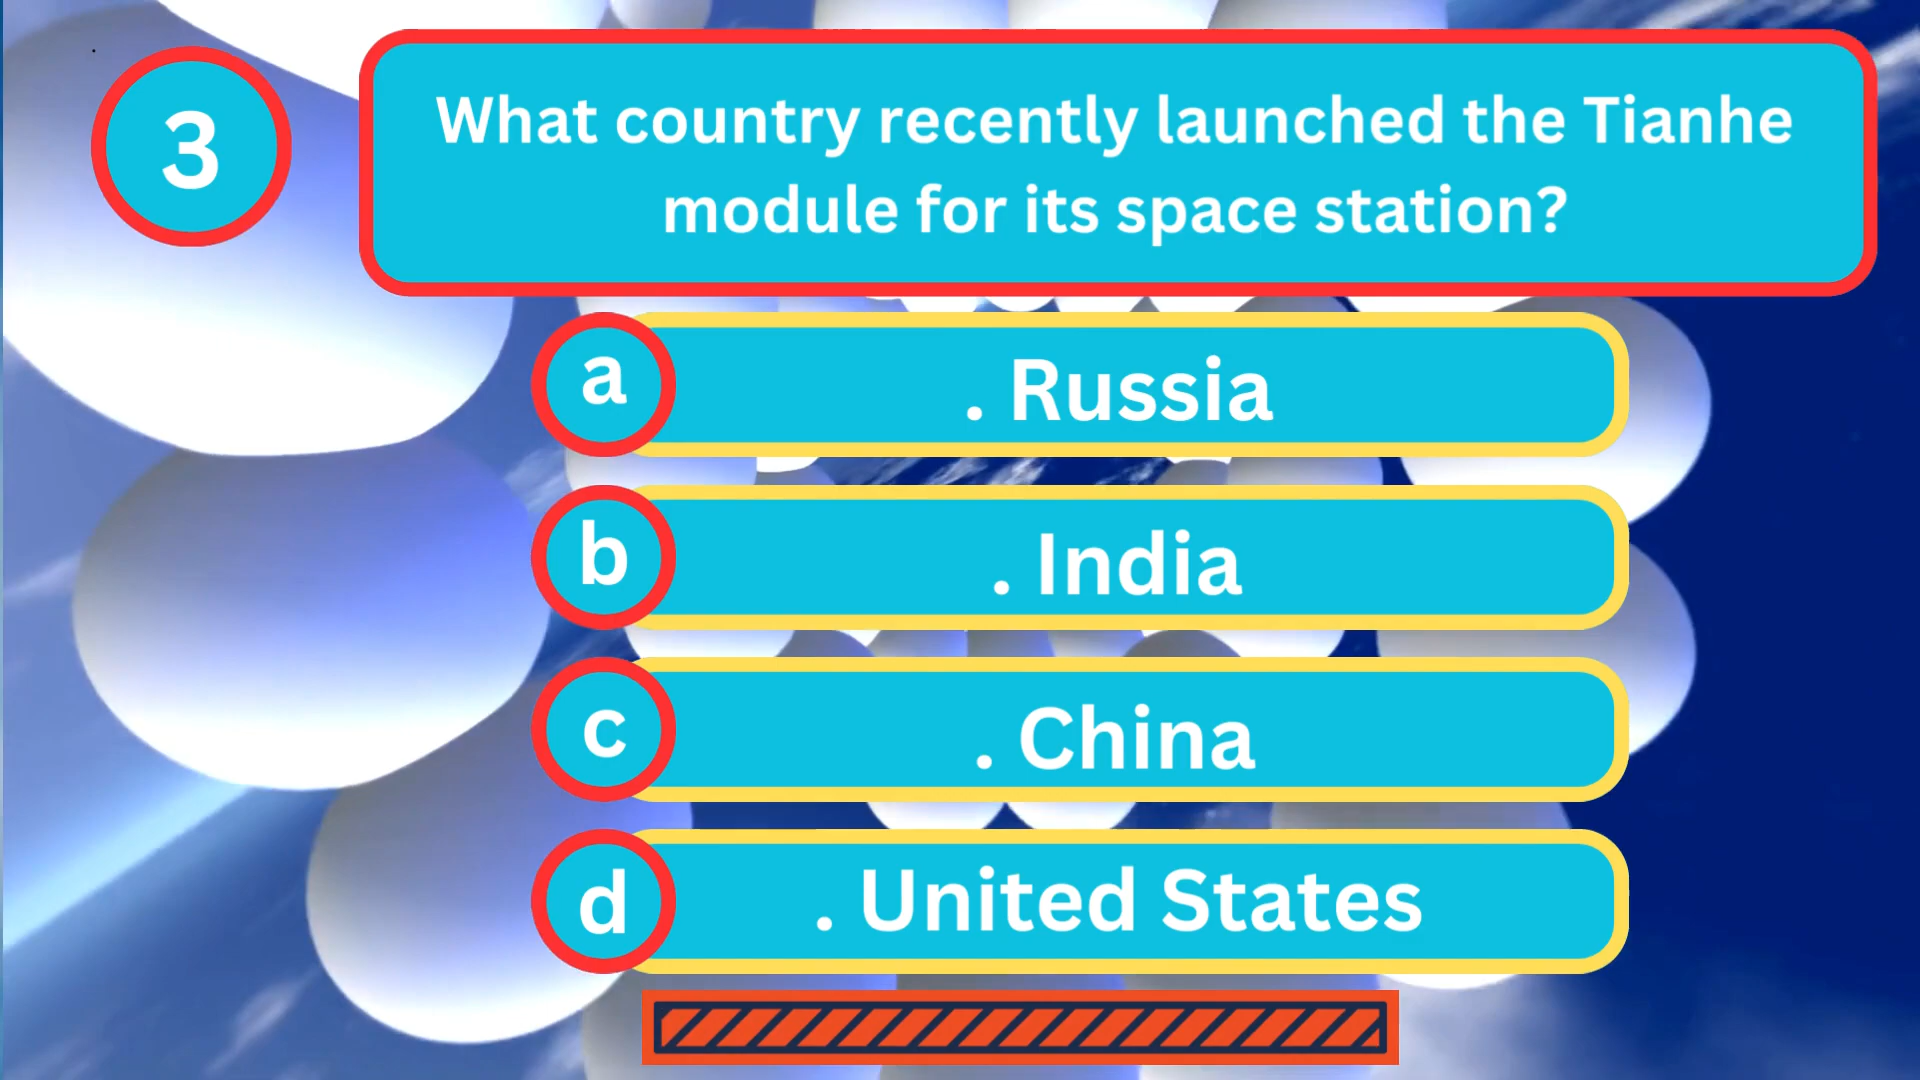 3
What country recently launched the Tianhe
module for its space station?
a
. Russia
b
. India
c
. China
d
. United States